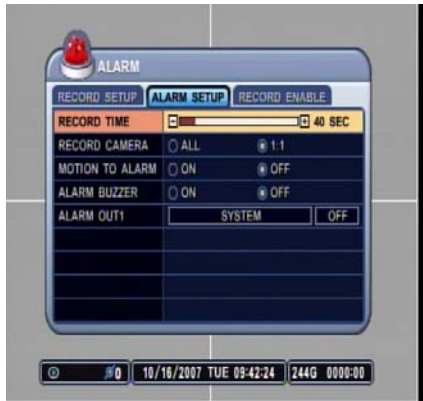 ALARM
RECORD SETUP ALARM SETUP RECORD ENABLE
RECORD TIME 40 SEC
RECORD CAMERA ALL 1:1
MOTION TO ALARM ON OFF
ALARM BUZZER ON OFF
ALARM OUT1 SYSTEM OFF
0 10/16/2007 TUE 09:42:24 244G 0000:00